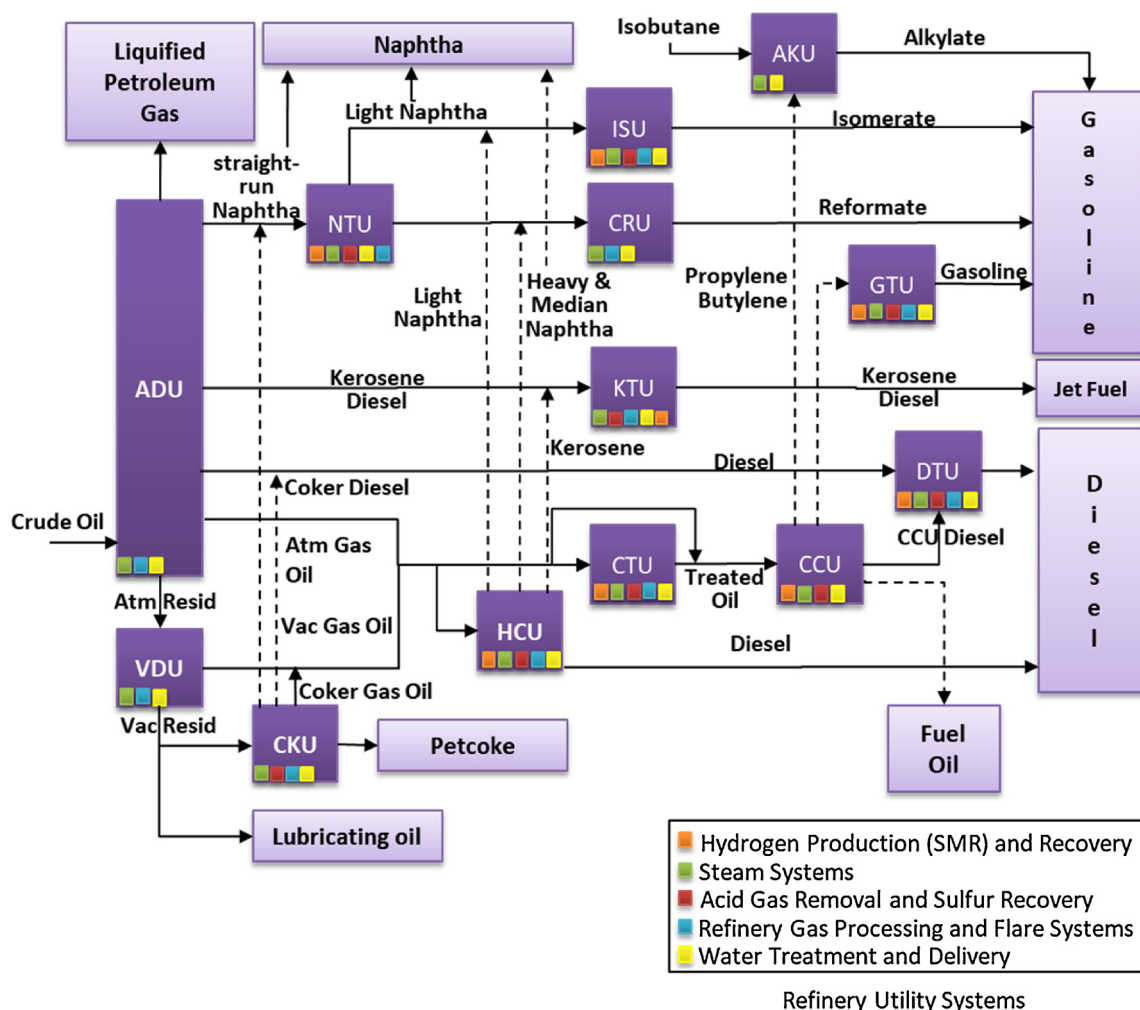 Liquified
Petroleum
Gas
Naphtha
Isobutane
AKU
Alkylate
Light Naphtha
ISU
Isomerate
Gasoline
straight-
run
Naphtha
NTU
CRU
Reformate
Propylene
Butylene
GTU
Gasoline
Light
Naphtha
Heavy &
Median
Naphtha
ADU
Kerosene
Diesel
KTU
Kerosene
Diesel
Jet Fuel
Kerosene
Coker Diesel
Diesel
DTU
Diesel
Crude Oil
Atm Gas
Oil
CTU
Treated
Oil
CCU
CCU Diesel
Atm Resid
Vac Gas Oil
HCU
Diesel
VDU
Coker Gas Oil
Vac Resid
CKU
Petcoke
Fuel
Oil
Lubricating oil
Hydrogen Production (SMR) and Recovery
Steam Systems
Acid Gas Removal and Sulfur Recovery
Refinery Gas Processing and Flare Systems
Water Treatment and Delivery
Refinery Utility Systems